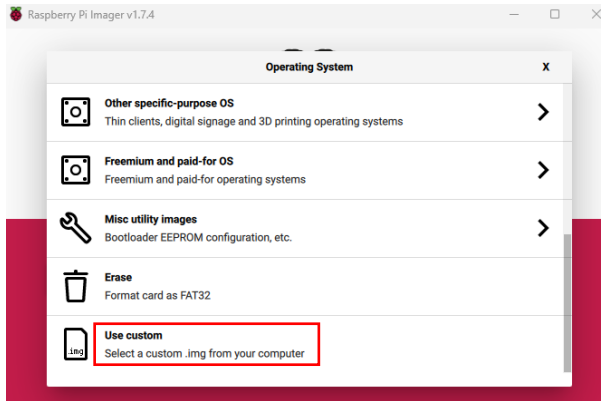 Raspberry Pi Imager v1.7.4
Operating System
X
Other specific-purpose OS
Thin clients, digital signage and 3D printing operating systems
Freemium and paid-for OS
Freemium and paid-for operating systems
Misc utility images
Bootloader EEPROM configuration, etc.
Erase
Format card as FAT32
Use custom
.img
Select a custom .img from your computer